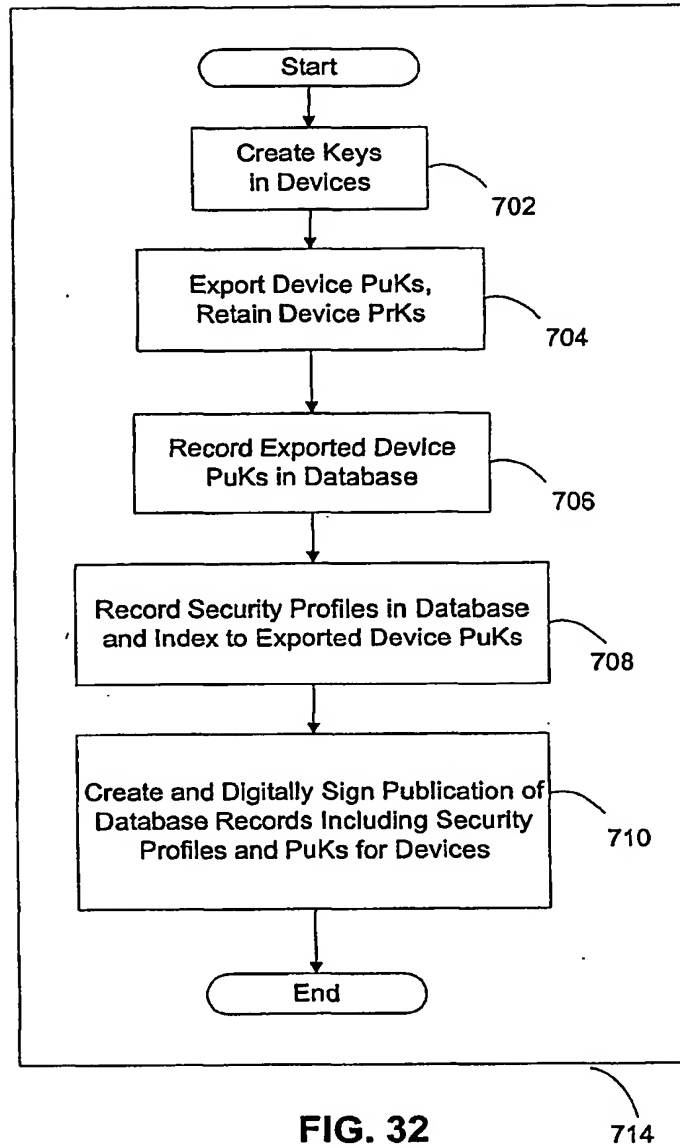 Start
Create Keys
in Devices
702
Export Device PuKs,
Retain Device PrKs
704
Record Exported Device
PuKs in Database
706
Record Security Profiles in Database
and Index to Exported Device PuKs
708
Create and Digitally Sign Publication of
Database Records Including Security
Profiles and PuKs for Devices
710
End
FIG. 32
714